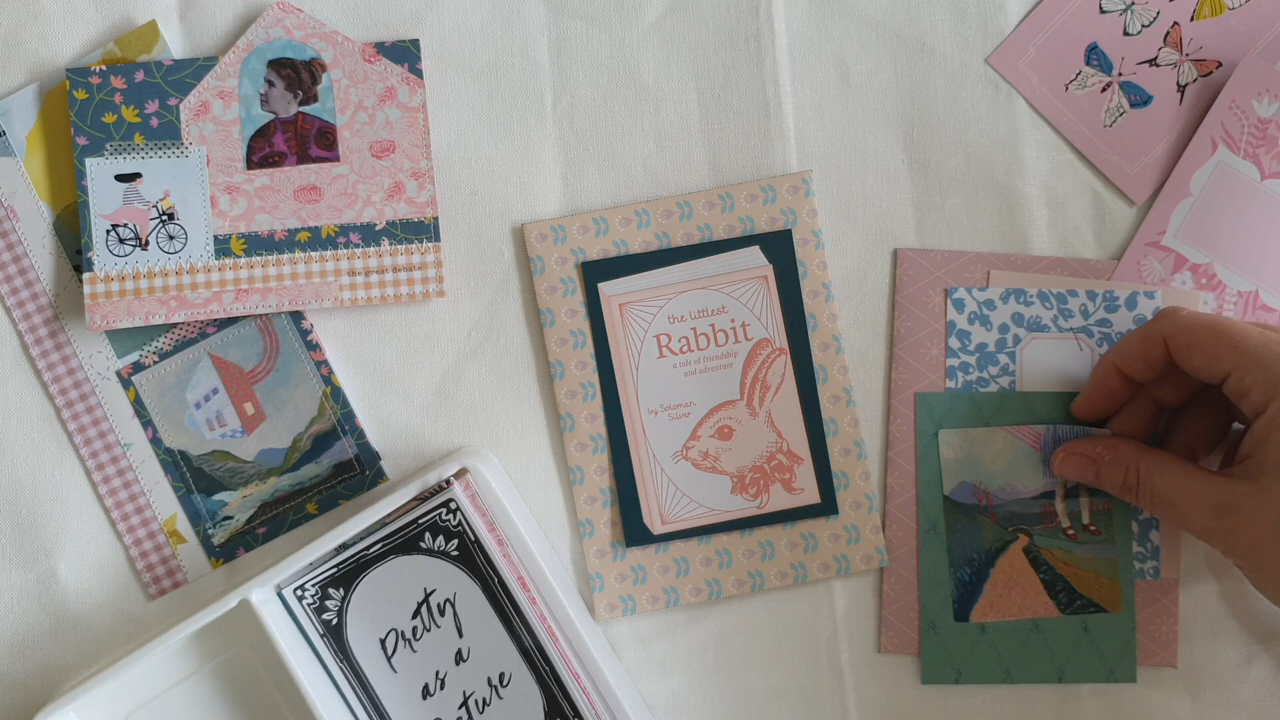 the great debate
the littlest
Rabbit
a tale of friendship
and adventure
by Soloman
Silver
Pretty
as a